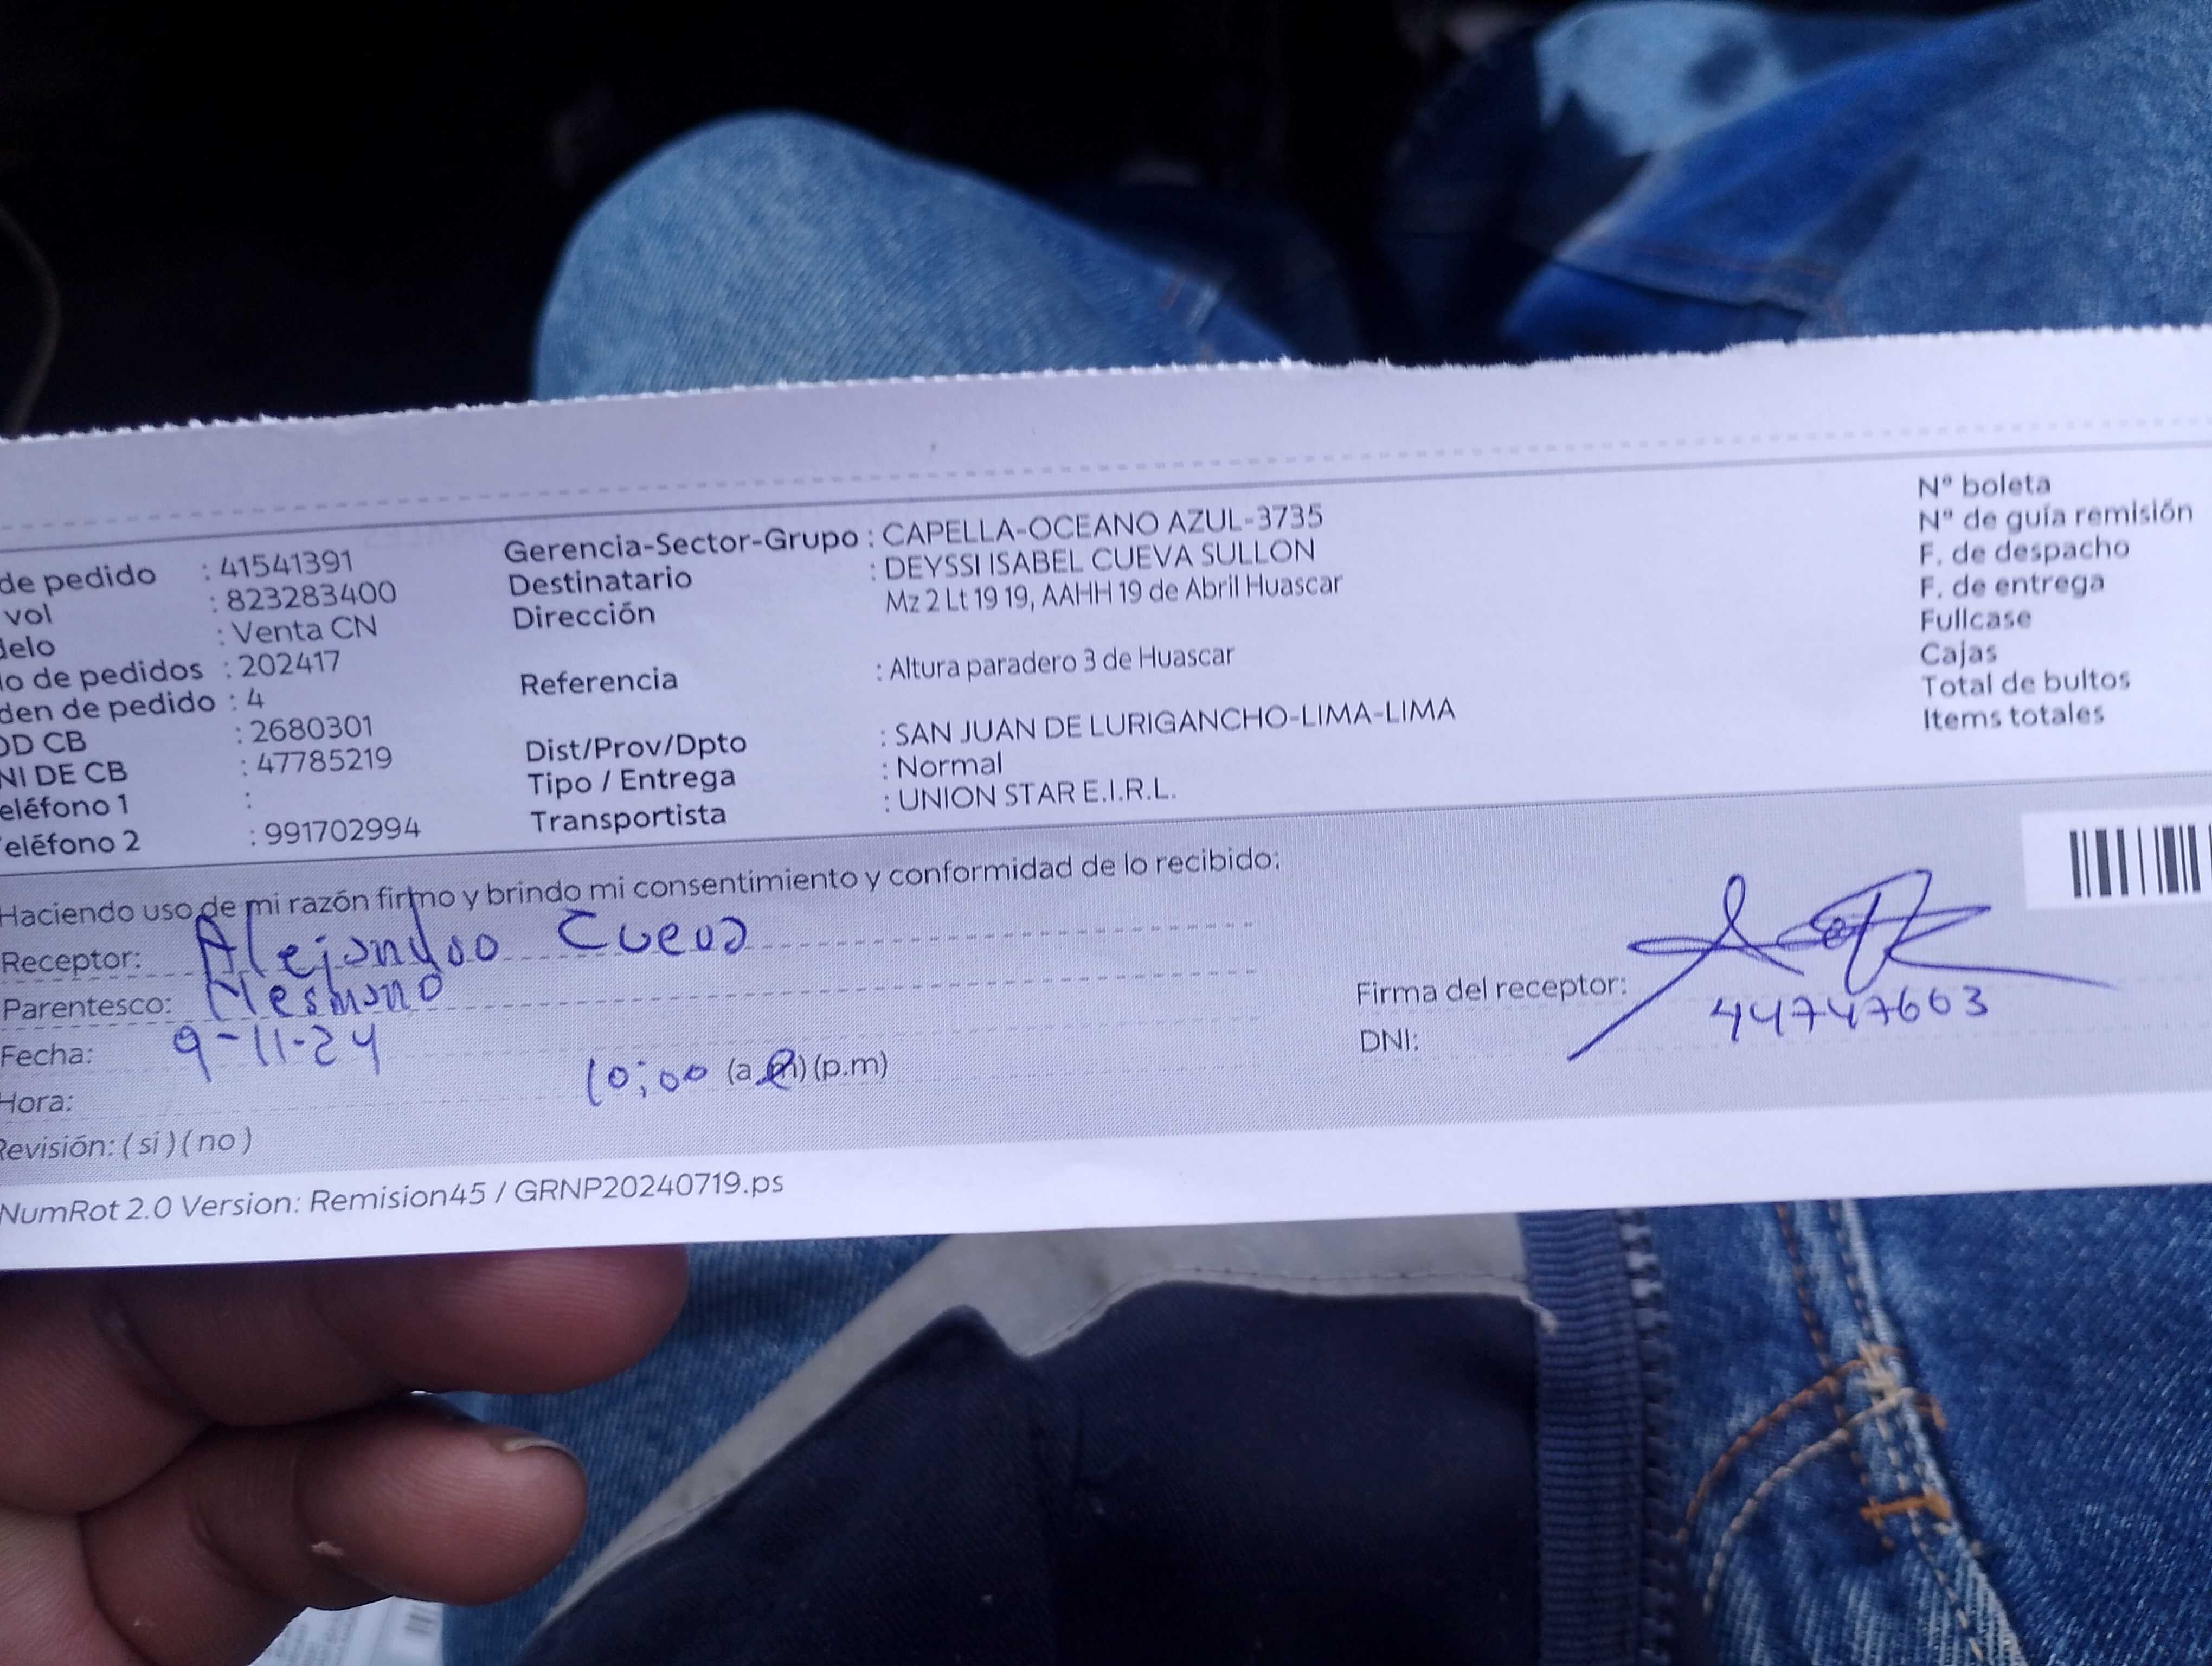 de pedido : 41541391
vol : 823283400
delo : Venta CN
o de pedidos : 202417
den de pedido : 4
OD CB : 2680301
NI DE CB : 47785219
eléfono 1 :
eléfono 2 : 991702994
Gerencia-Sector-Grupo : CAPELLA-OCEANO AZUL-3735
Destinatario : DEYSSI ISABEL CUEVA SULLON
Dirección Mz 2 Lt 19 19, AAHH 19 de Abril Huascar
Referencia : Altura paradero 3 de Huascar
Dist/Prov/Dpto : SAN JUAN DE LURIGANCHO-LIMA-LIMA
Tipo / Entrega : Normal
Transportista : UNION STAR E.I.R.L.
N° boleta
N° de guía remisión
F. de despacho
F. de entrega
Fullcase
Cajas
Total de bultos
Items totales
Haciendo uso de mi razón firmo y brindo mi consentimiento y conformidad de lo recibido:
Receptor: Alejandro Cueva
Parentesco: Hermano
Fecha: 9-11-24
Hora: 10:00 (a.m) (p.m)
Revisión: ( si ) ( no )
Firma del receptor:
DNI: 44747663
NumRot 2.0 Version: Remision45 / GRNP20240719.ps